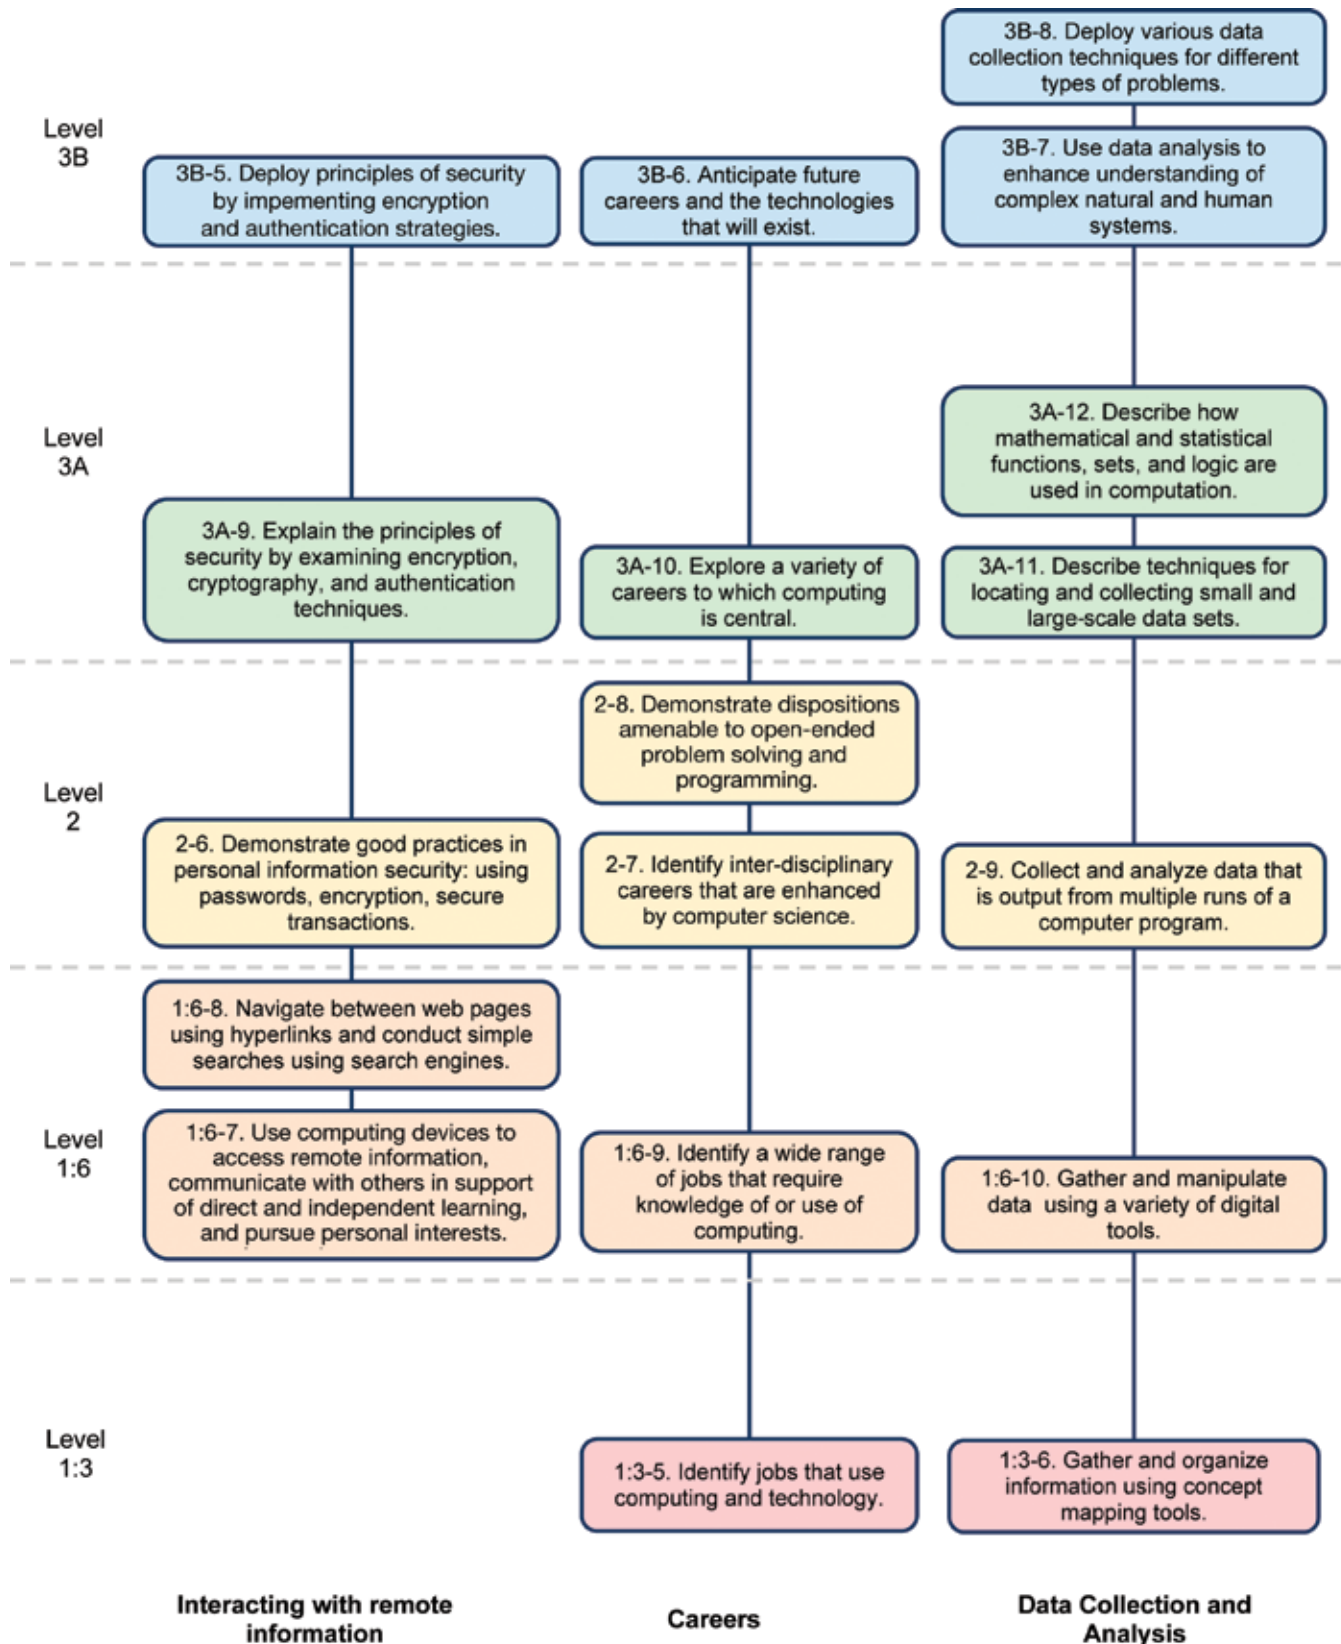 3B-8. Deploy various data
collection techniques for different
types of problems.
Level
3B
3B-5. Deploy principles of security
by impementing encryption
and authentication strategies.
3B-6. Anticipate future
careers and the technologies
that will exist.
3B-7. Use data analysis to
enhance understanding of
complex natural and human
systems.
Level
3A
3A-12. Describe how
mathematical and statistical
functions, sets, and logic are
used in computation.
3A-9. Explain the principles of
security by examining encryption,
cryptography, and authentication
techniques.
3A-10. Explore a variety of
careers to which computing
is central.
3A-11. Describe techniques for
locating and collecting small and
large-scale data sets.
2-8. Demonstrate dispositions
amenable to open-ended
problem solving and
programming.
Level
2
2-6. Demonstrate good practices in
personal information security: using
passwords, encryption, secure
transactions.
2-7. Identify inter-disciplinary
careers that are enhanced
by computer science.
2-9. Collect and analyze data that
is output from multiple runs of a
computer program.
1:6-8. Navigate between web pages
using hyperlinks and conduct simple
searches using search engines.
Level
1:6
1:6-7. Use computing devices to
access remote information,
communicate with others in support
of direct and independent learning,
and pursue personal interests.
1:6-9. Identify a wide range
of jobs that require
knowledge of or use of
computing.
1:6-10. Gather and manipulate
data using a variety of digital
tools.
Level
1:3
1:3-5. Identify jobs that use
computing and technology.
1:3-6. Gather and organize
information using concept
mapping tools.
Interacting with remote
information
Careers
Data Collection and
Analysis